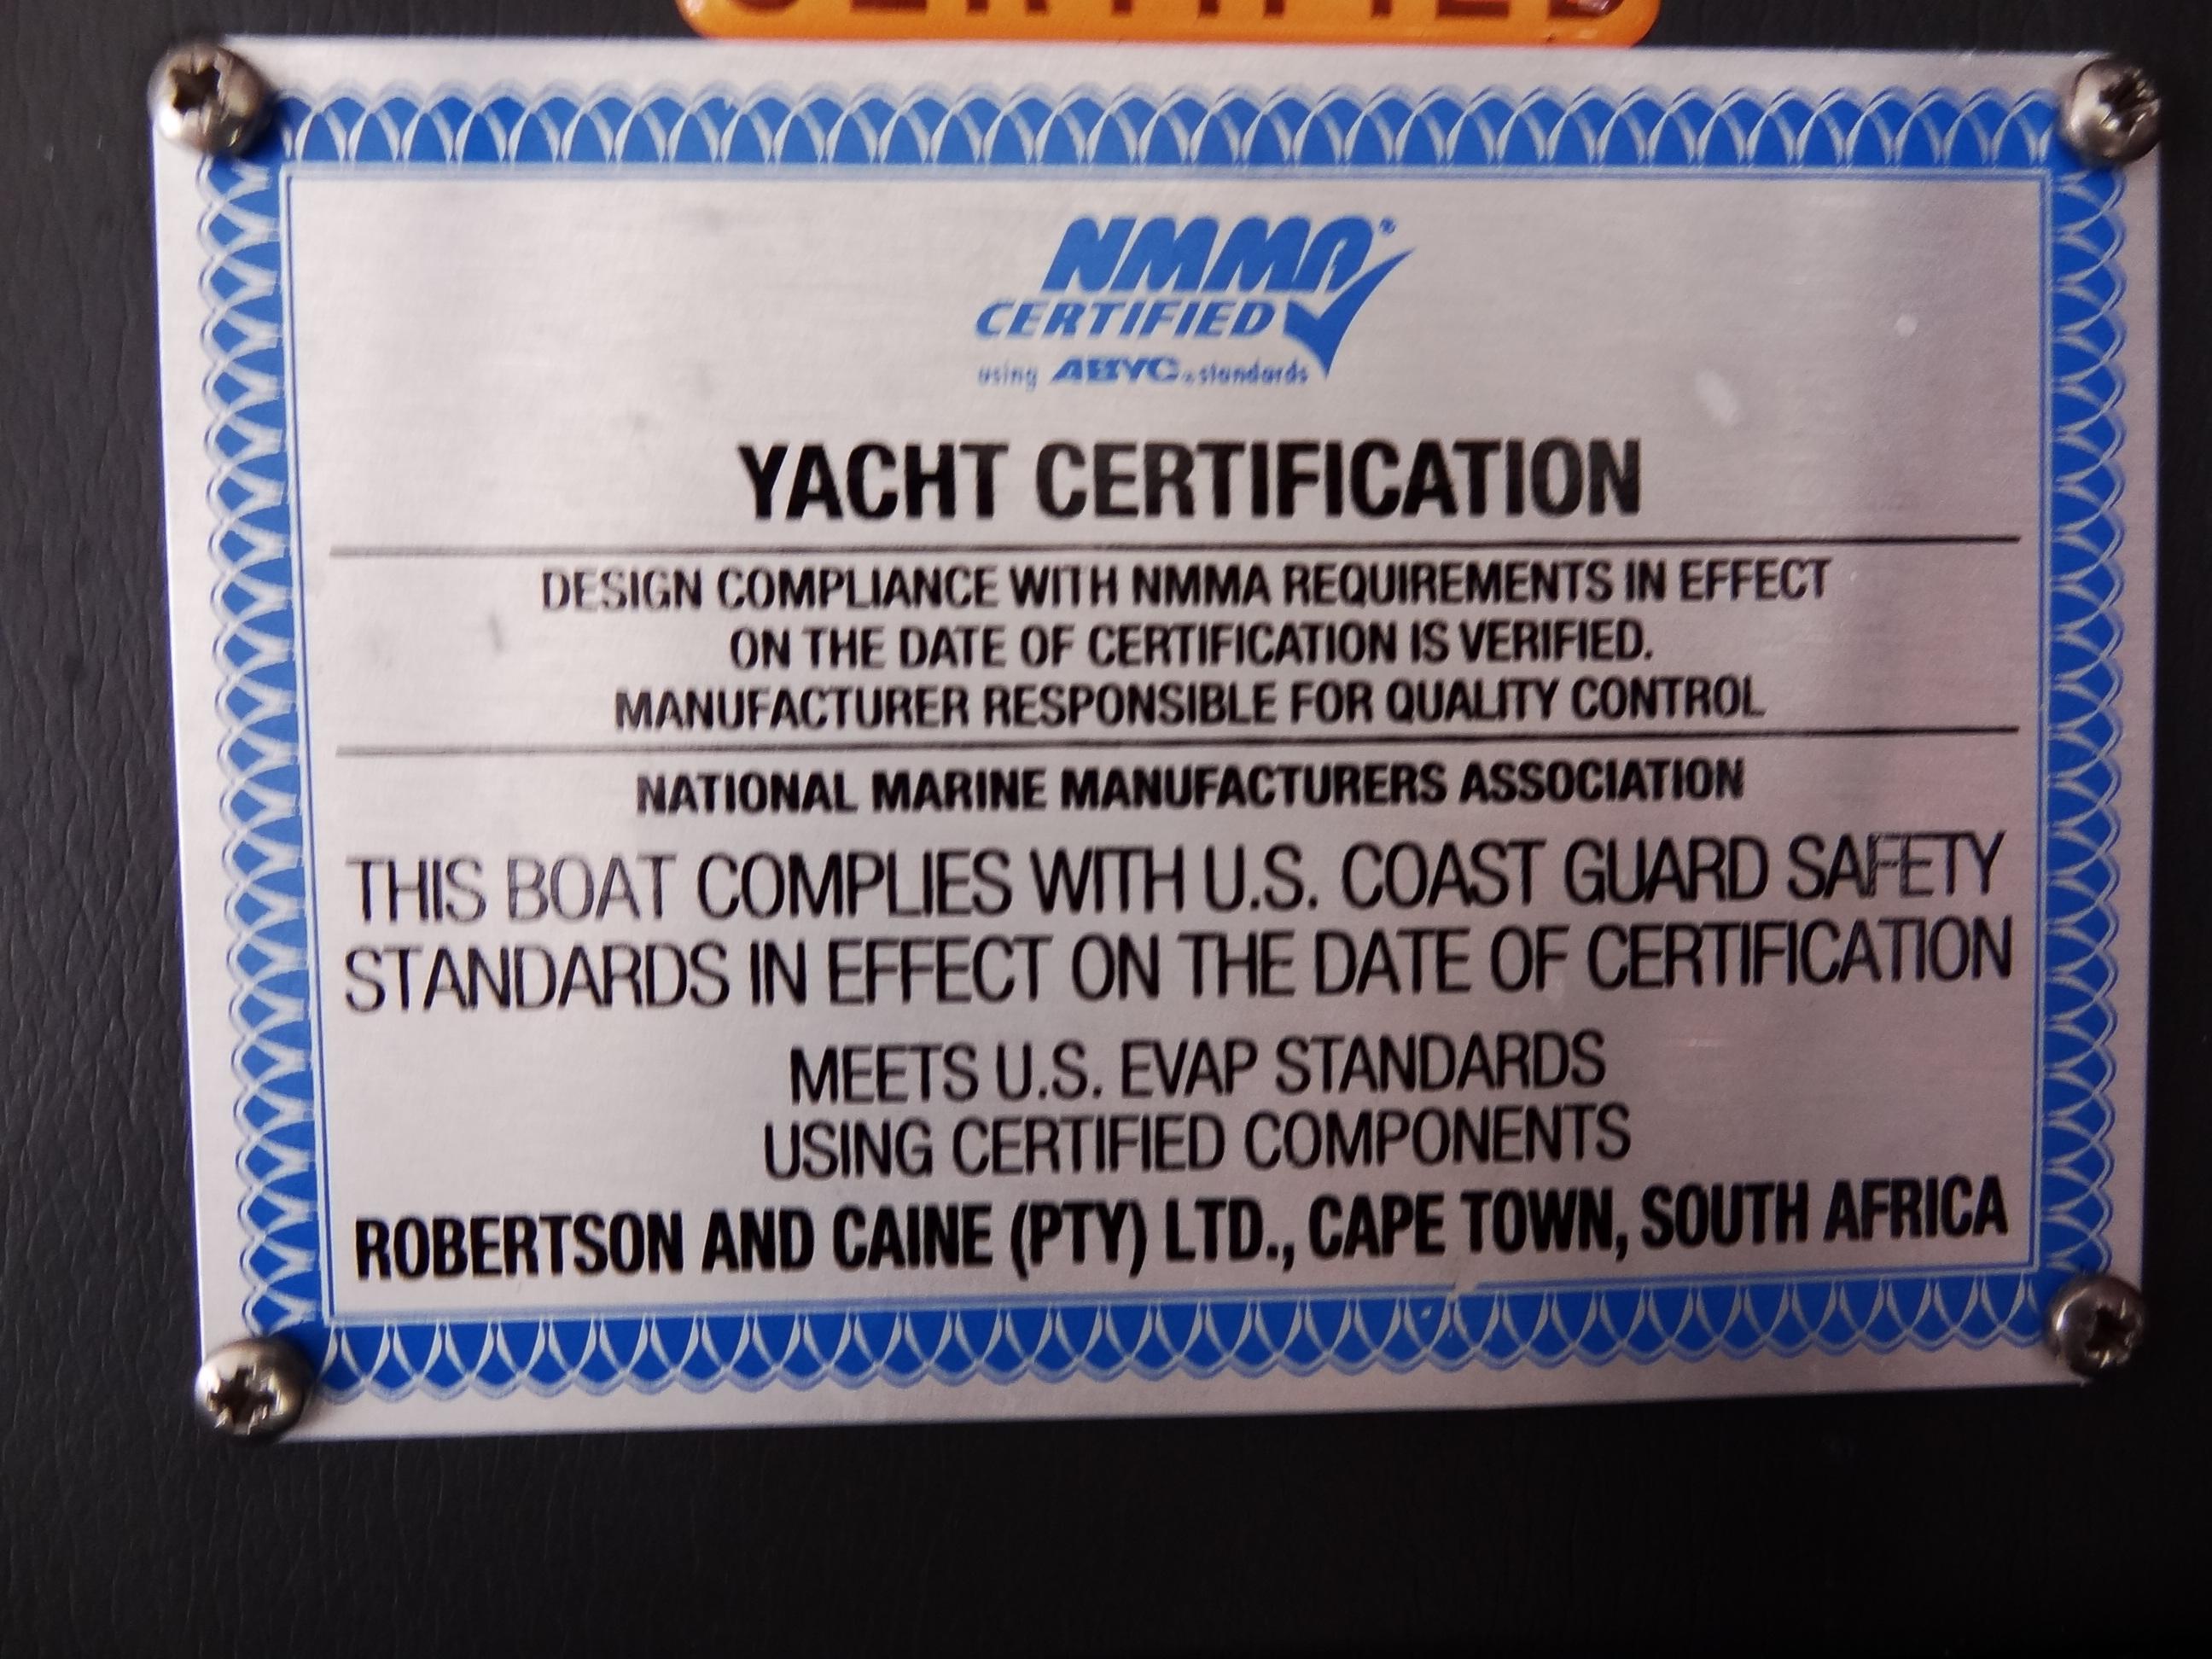 CERTIFIED
NMMA®
CERTIFIED
using ABYC® standards
YACHT CERTIFICATION
DESIGN COMPLIANCE WITH NMMA REQUIREMENTS IN EFFECT
ON THE DATE OF CERTIFICATION IS VERIFIED.
MANUFACTURER RESPONSIBLE FOR QUALITY CONTROL
NATIONAL MARINE MANUFACTURERS ASSOCIATION
THIS BOAT COMPLIES WITH U.S. COAST GUARD SAFETY
STANDARDS IN EFFECT ON THE DATE OF CERTIFICATION
MEETS U.S. EVAP STANDARDS
USING CERTIFIED COMPONENTS
ROBERTSON AND CAINE (PTY) LTD., CAPE TOWN, SOUTH AFRICA